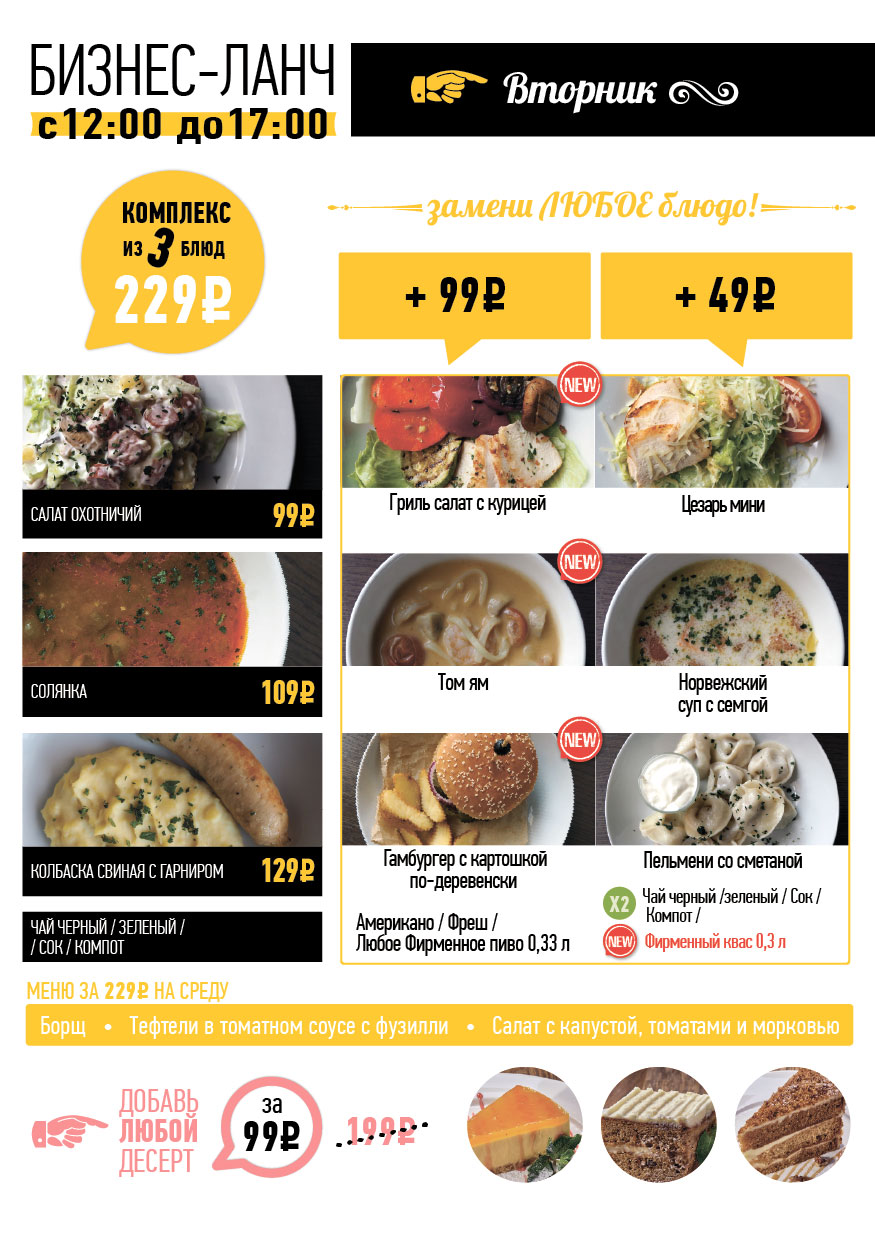 БИЗНЕС-ЛАНЧ
с 12:00 до 17:00
Вторник
КОМПЛЕКС
ИЗ 3 БЛЮД
229₽
замени ЛЮБОЕ блюдо!
+ 99₽
+ 49₽
САЛАТ ОХОТНИЧИЙ 99₽
NEW
Гриль салат с курицей
Цезарь мини
СОЛЯНКА 109₽
NEW
Том ям
Норвежский
суп с семгой
КОЛБАСКА СВИНАЯ С ГАРНИРОМ 129₽
NEW
Гамбургер с картошкой
по-деревенски
Пельмени со сметаной
ЧАЙ ЧЕРНЫЙ / ЗЕЛЕНЫЙ /
/ СОК / КОМПОТ
Американо / Фреш /
Любое Фирменное пиво 0,33 л
X2
Чай черный /зеленый / Сок /
Компот /
NEW
Фирменный квас 0,3 л
МЕНЮ ЗА 229₽ НА СРЕДУ
Борщ • Тефтели в томатном соусе с фузилли • Салат с капустой, томатами и морковью
ДОБАВЬ
ЛЮБОЙ
ДЕСЕРТ
за
99₽
199₽